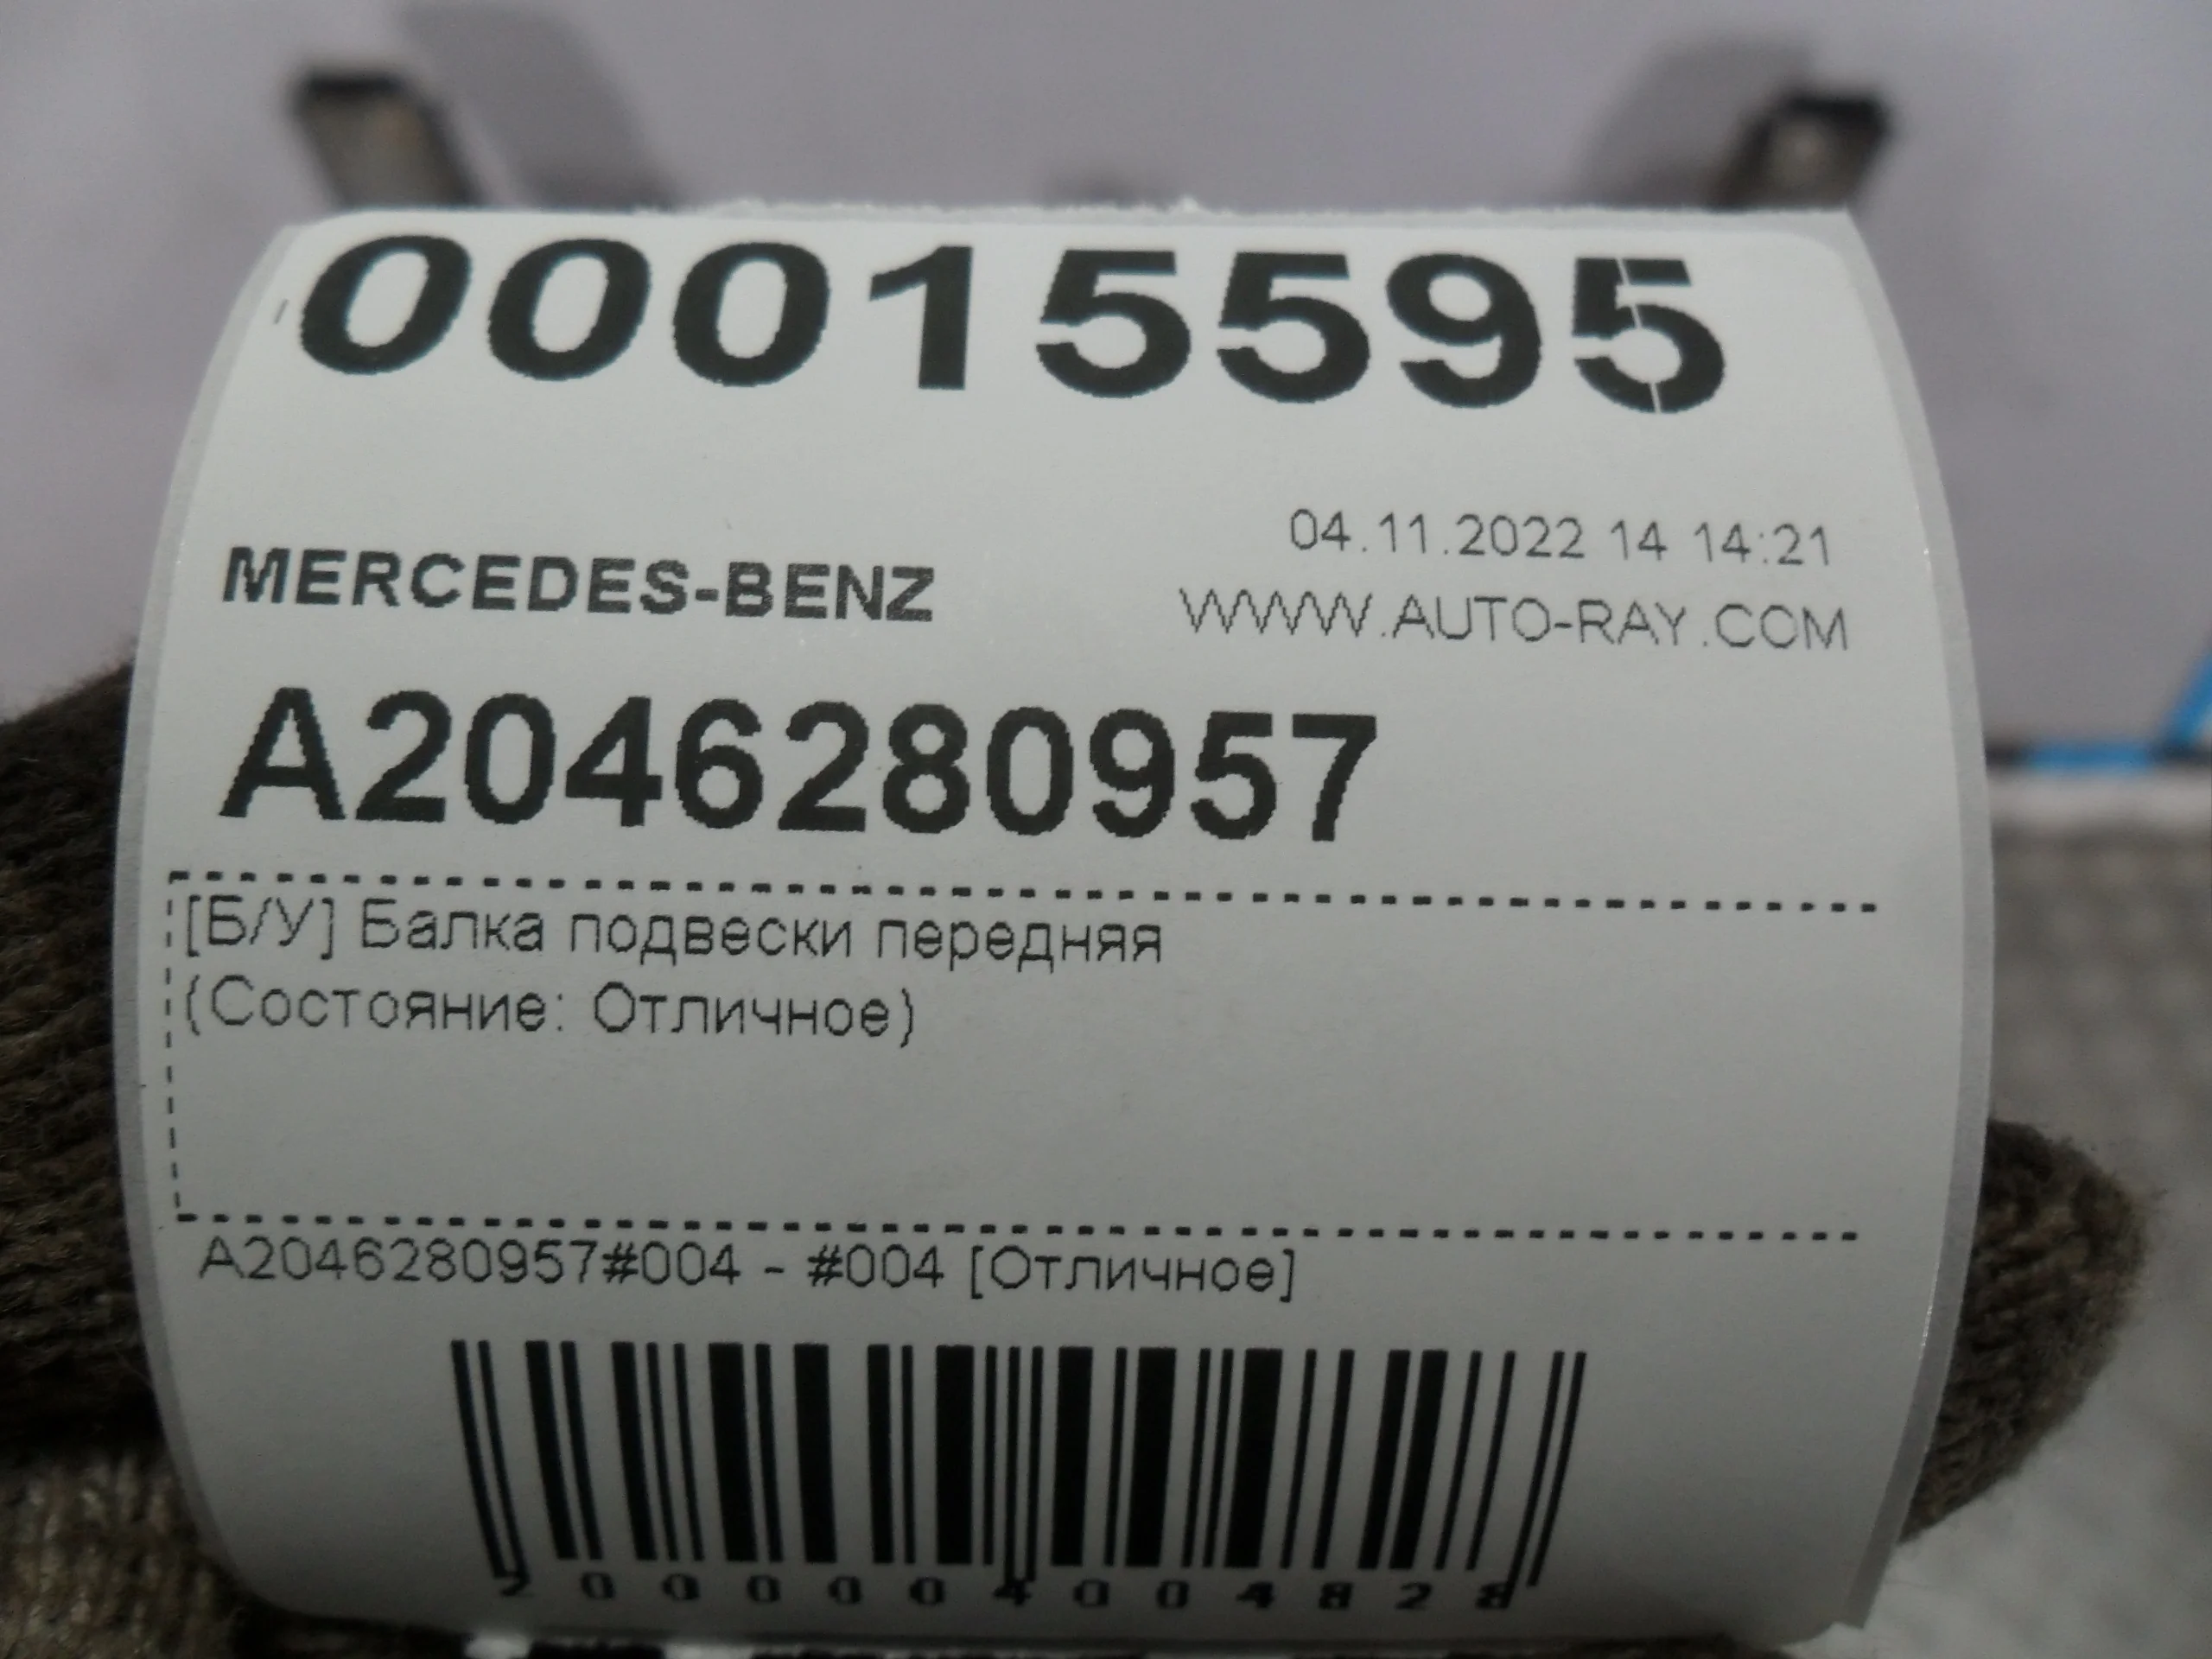 00015595
04.11.2022 14 14:21
MERCEDES-BENZ
WWW.AUTO-RAY.COM
A2046280957
[Б/У] Балка подвески передняя
{Состояние: Отличное}
A2046280957#004 - #004 [Отличное]
2000004004828